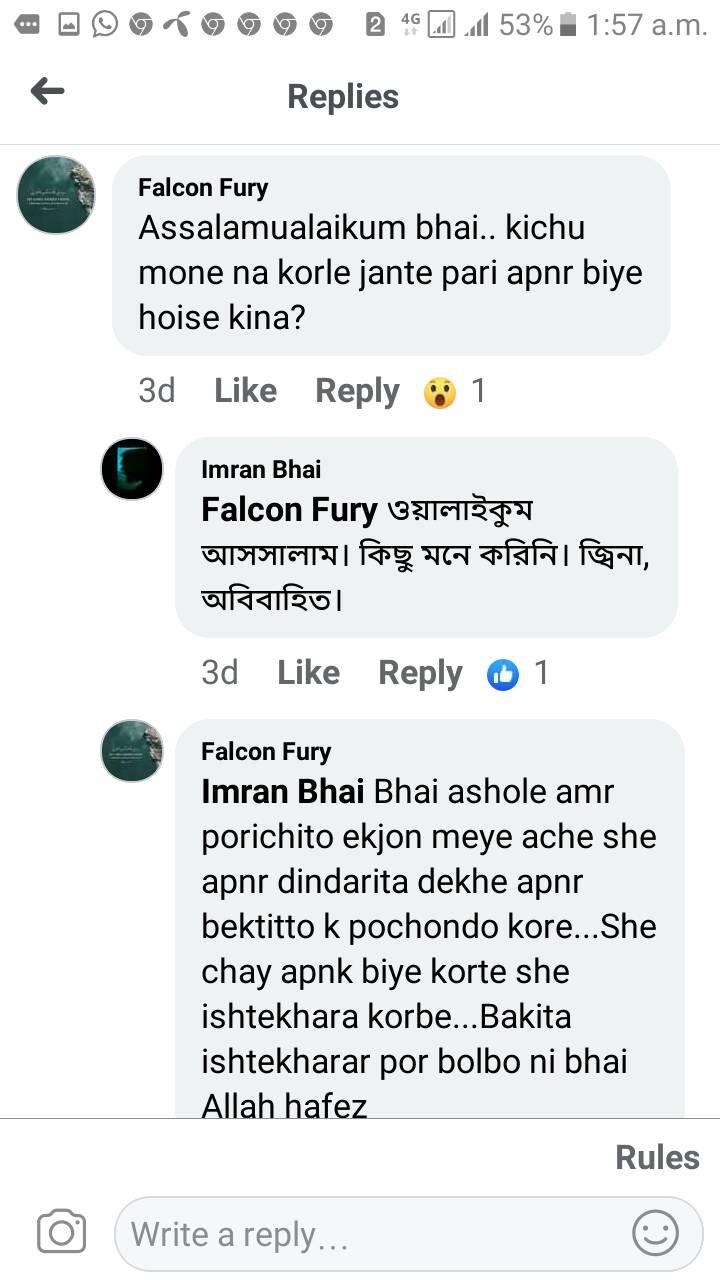 2 4G 53% 1:57 a.m.
Replies
Falcon Fury
Assalamualaikum bhai.. kichu
mone na korle jante pari apnr biye
hoise kina?
3d Like Reply 1
Imran Bhai
Falcon Fury ওয়ালাইকুম
আসসালাম। কিছু মনে করিনি। জ্বিনা,
অবিবাহিত।
3d Like Reply 1
Falcon Fury
Imran Bhai Bhai ashole amr
porichito ekjon meye ache she
apnr dindarita dekhe apnr
bektitto k pochondo kore...She
chay apnk biye korte she
ishtekhara korbe...Bakita
ishtekharar por bolbo ni bhai
Allah hafez
Rules
Write a reply...